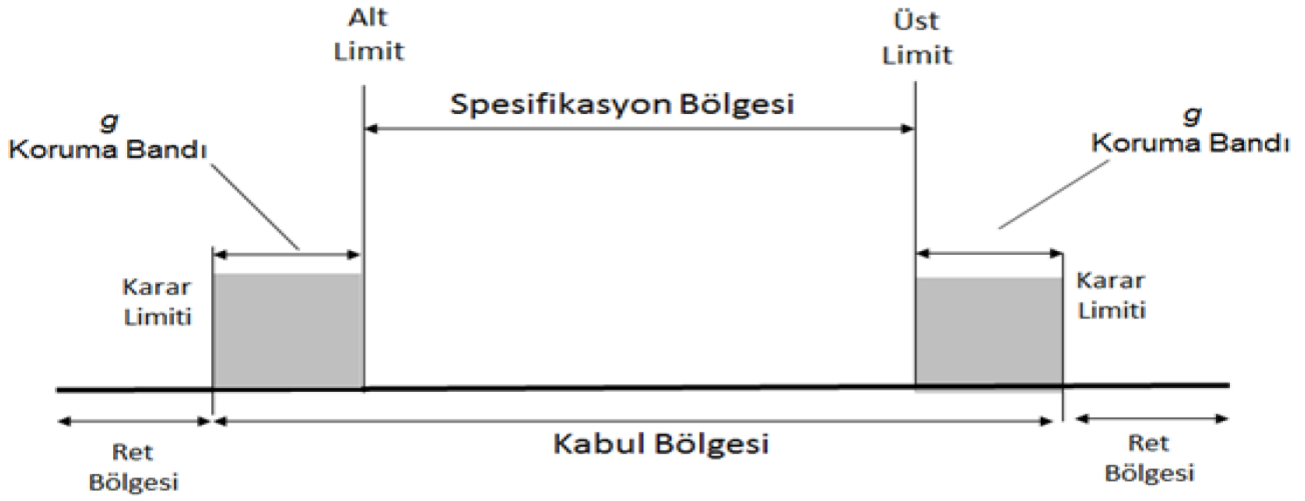 Alt
Limit
Üst
Limit
Spesifikasyon Bölgesi
g
Koruma Bandı
g
Koruma Bandı
Karar
Limiti
Karar
Limiti
Ret
Bölgesi
Kabul Bölgesi
Ret
Bölgesi